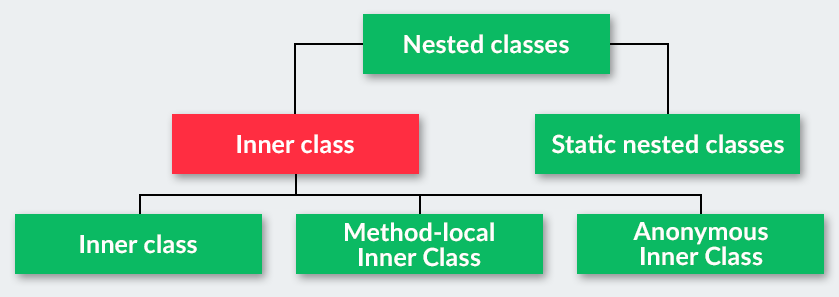 Nested classes
Inner class
Static nested classes
Inner class
Method-local
Inner Class
Anonymous
Inner Class